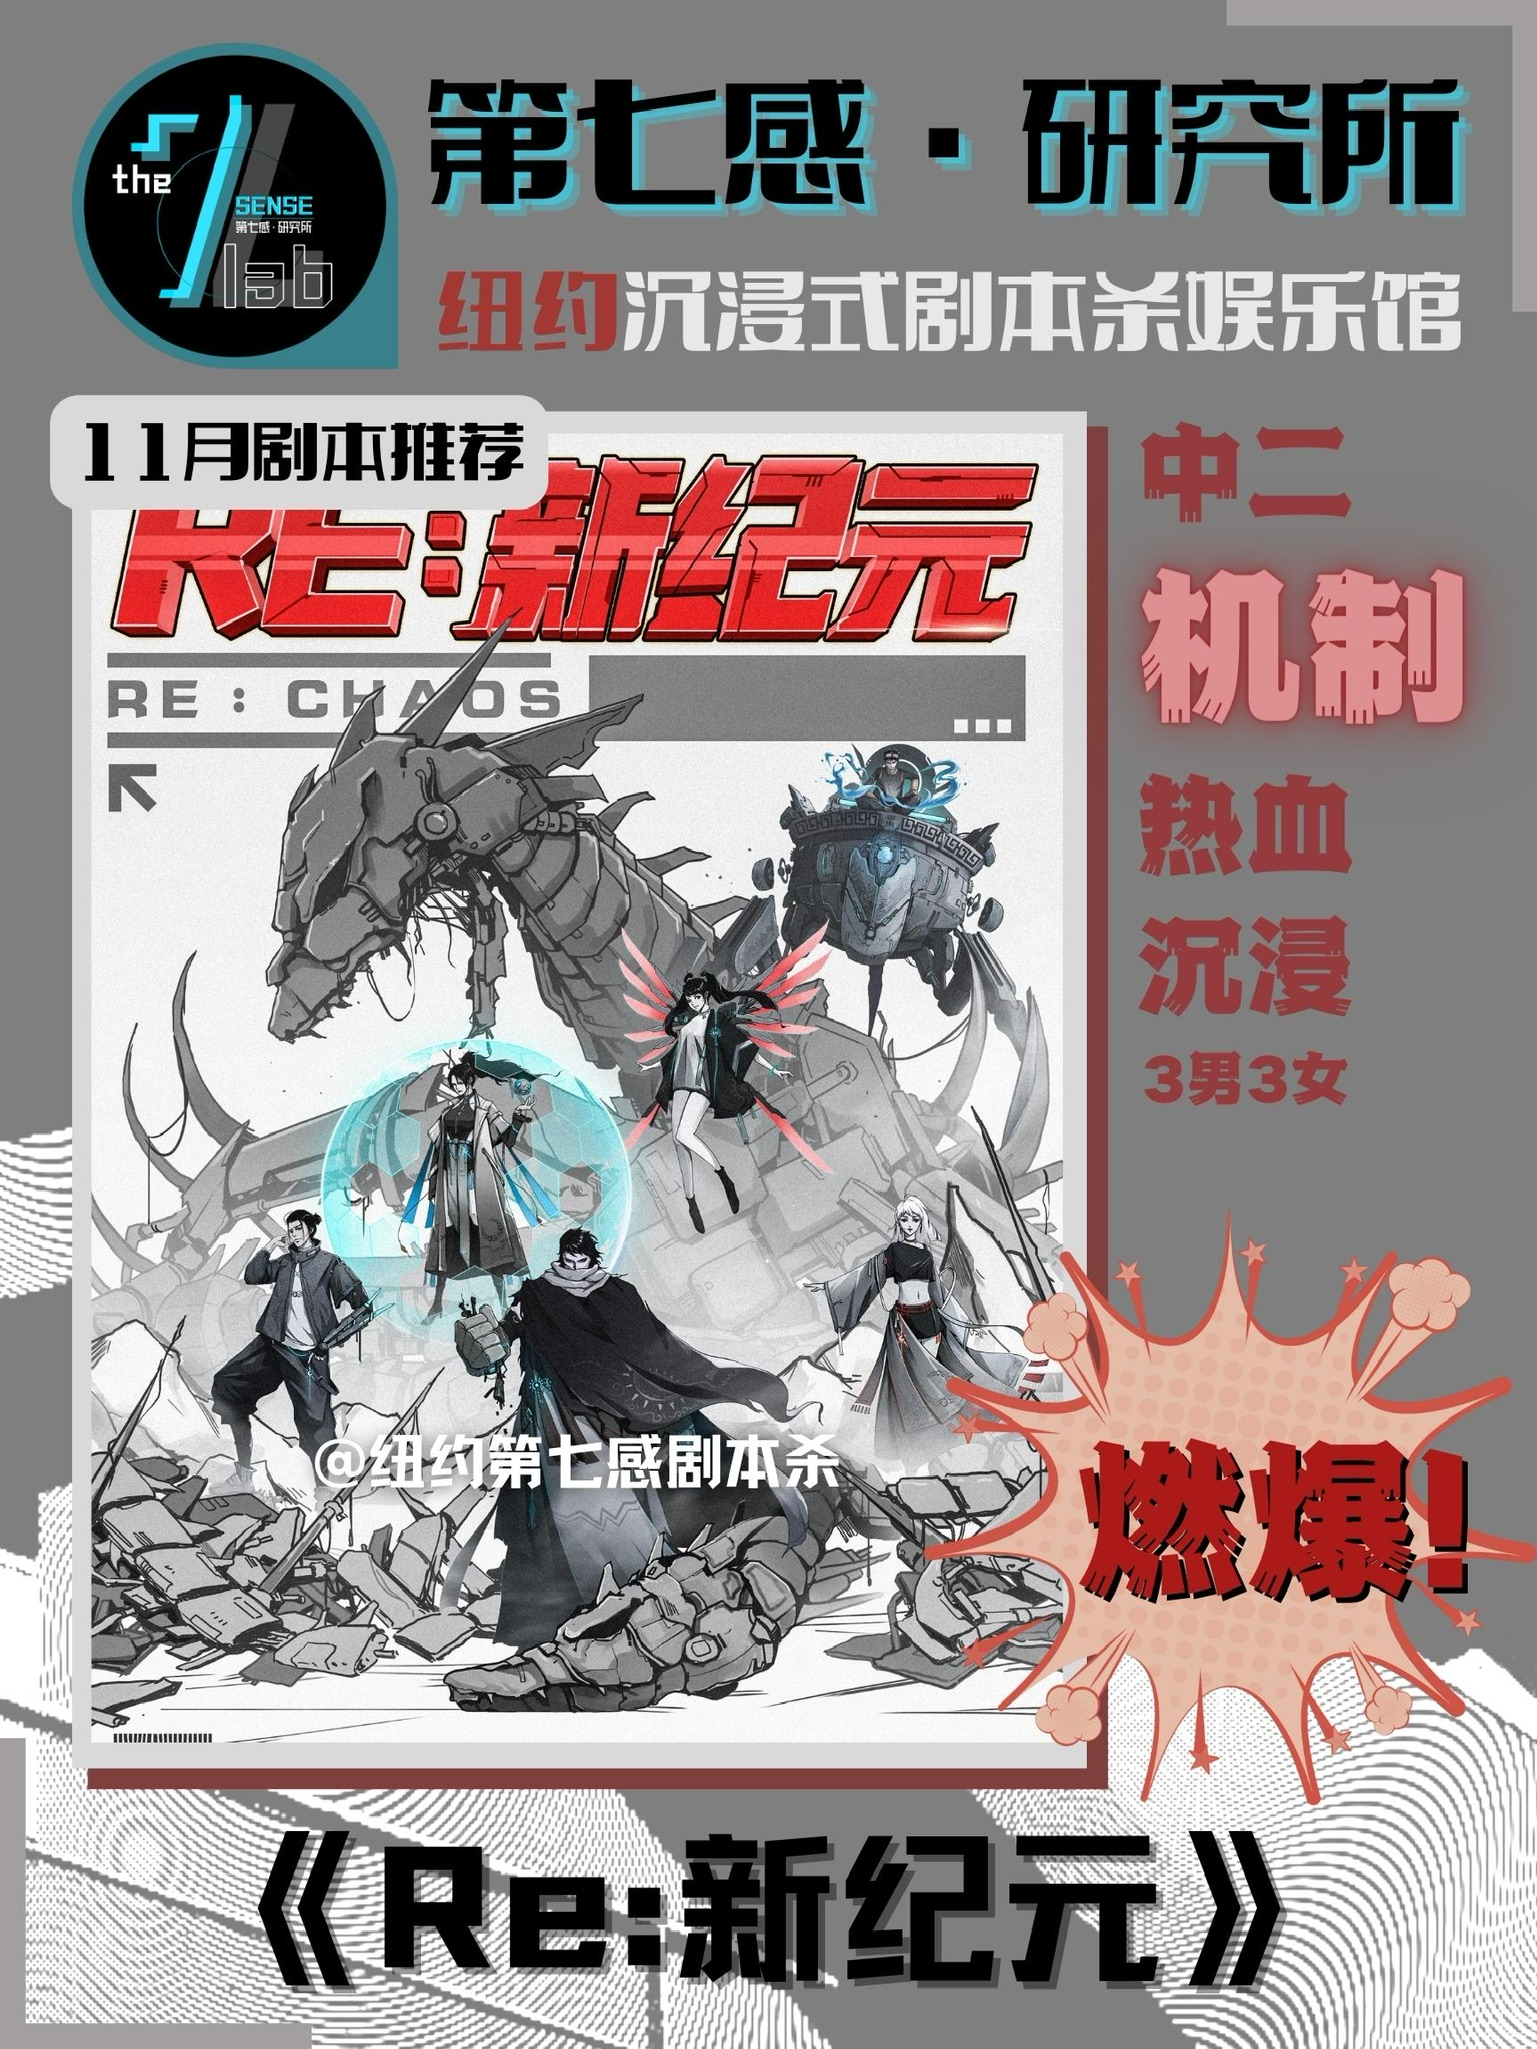 the 7
SENSE
第七感·研究所
lab
第七感·研究所
纽约沉浸式剧本杀娱乐馆
11月剧本推荐
RE:新纪元
RE：CHAOS
中二
机制
热血
沉浸
3男3女
@纽约第七感剧本杀
燃爆!
《Re:新纪元》